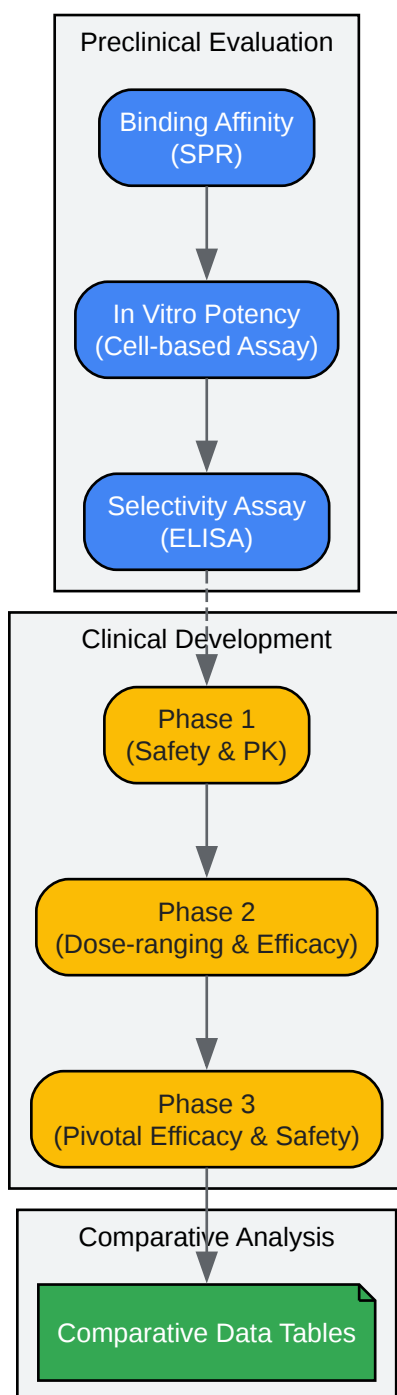 Preclinical Evaluation
Binding Affinity
(SPR)
In Vitro Potency
(Cell-based Assay)
Selectivity Assay
(ELISA)
Clinical Development
Phase 1
(Safety & PK)
Phase 2
(Dose-ranging & Efficacy)
Phase 3
(Pivotal Efficacy & Safety)
Comparative Analysis
Comparative Data Tables